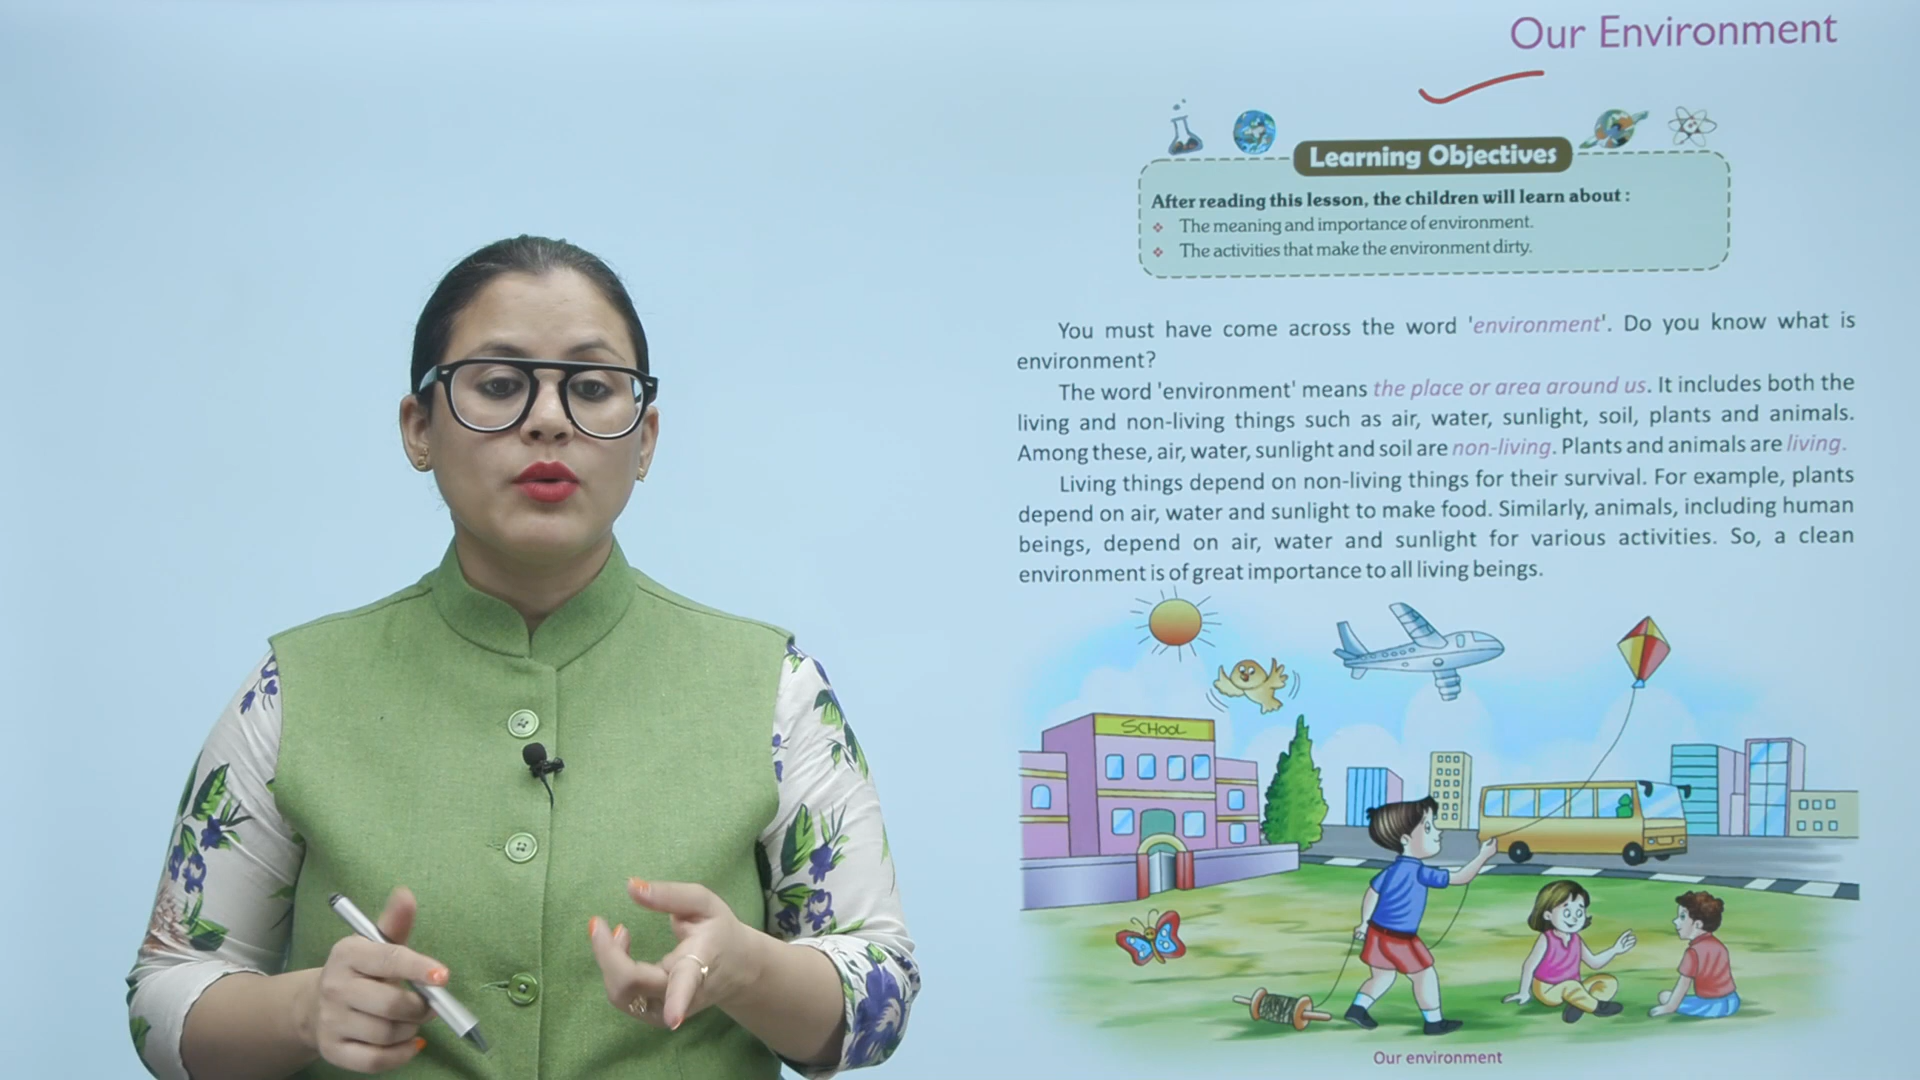 Our Environment
Learning Objectives
After reading this lesson, the children will learn about :
❖ The meaning and importance of environment.
❖ The activities that make the environment dirty.
You must have come across the word 'environment'. Do you know what is
environment?
The word 'environment' means the place or area around us. It includes both the
living and non-living things such as air, water, sunlight, soil, plants and animals.
Among these, air, water, sunlight and soil are non-living. Plants and animals are living.
Living things depend on non-living things for their survival. For example, plants
depend on air, water and sunlight to make food. Similarly, animals, including human
beings, depend on air, water and sunlight for various activities. So, a clean
environment is of great importance to all living beings.
SCHOOL
Our environment